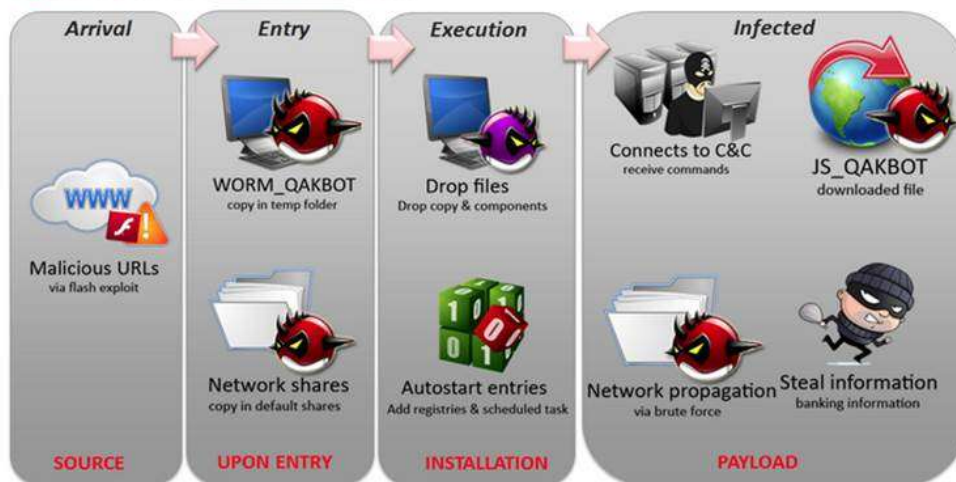 Arrival
WWW
Malicious URLs
via flash exploit
SOURCE
Entry
WORM_QAKBOT
copy in temp folder
Network shares
copy in default shares
UPON ENTRY
Execution
Drop files
Drop copy & components
Autostart entries
Add registries & scheduled task
INSTALLATION
Infected
Connects to C&C
receive commands
JS_QAKBOT
downloaded file
Network propagation
via brute force
Steal information
banking information
PAYLOAD